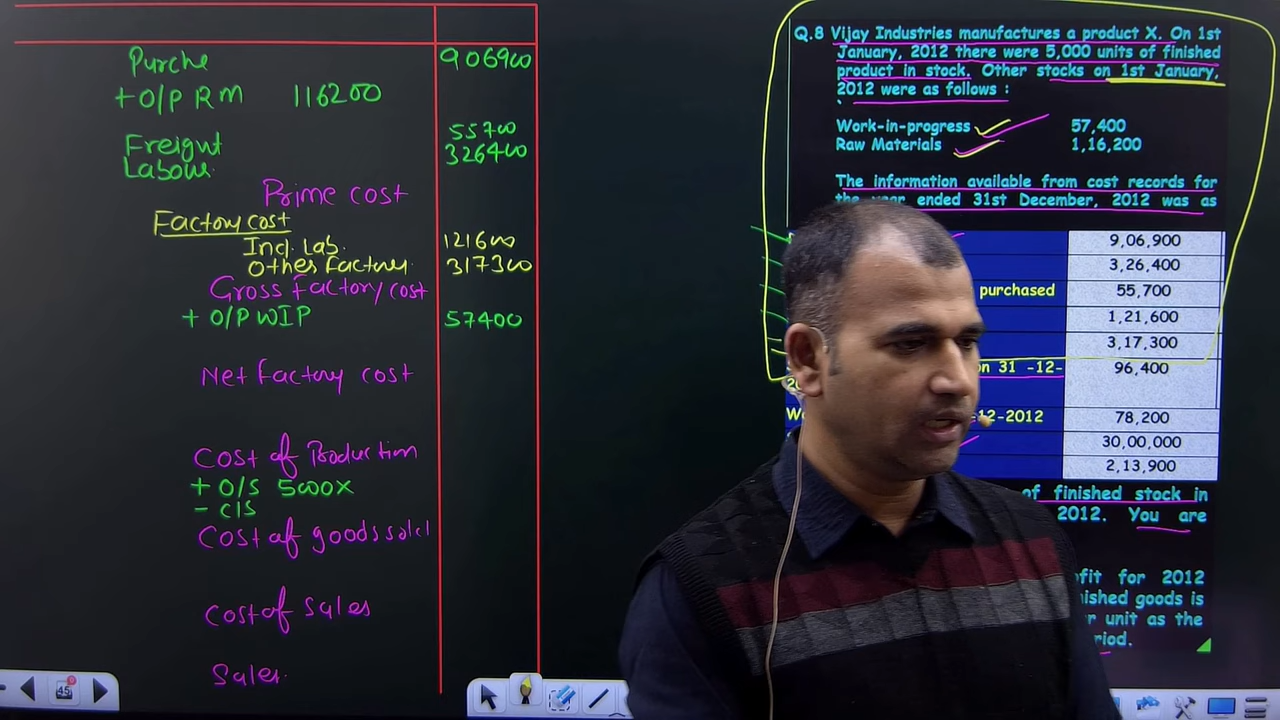 Purche 906900
+ O/P RM 116200
Freight 55700
Labour 326400
Prime cost
Factory cost
Ind. Lab. 121600
Other factory 317300
Gross factory cost
+ O/P WIP 57400
Net factory cost
Cost of Production
+ O/S 5000x
- C/S
Cost of goods sold
Cost of sales
Sales.
45
Q.8 Vijay Industries manufactures a product X. On 1st
January, 2012 there were 5,000 units of finished
product in stock. Other stocks on 1st January,
2012 were as follows :
Work-in-progress 57,400
Raw Materials 1,16,200
The information available from cost records for
the year ended 31st December, 2012 was as
9,06,900
3,26,400
purchased 55,700
1,21,600
3,17,300
on 31 -12- 96,400
-12-2012 78,200
30,00,000
2,13,900
of finished stock in
2012. You are
for 2012
goods is
unit as the